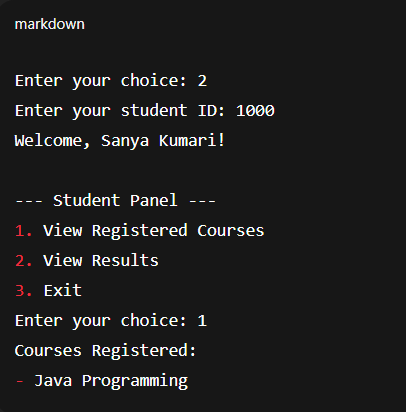 markdown
Enter your choice: 2
Enter your student ID: 1000
Welcome, Sanya Kumari!
--- Student Panel ---
1. View Registered Courses
2. View Results
3. Exit
Enter your choice: 1
Courses Registered:
- Java Programming